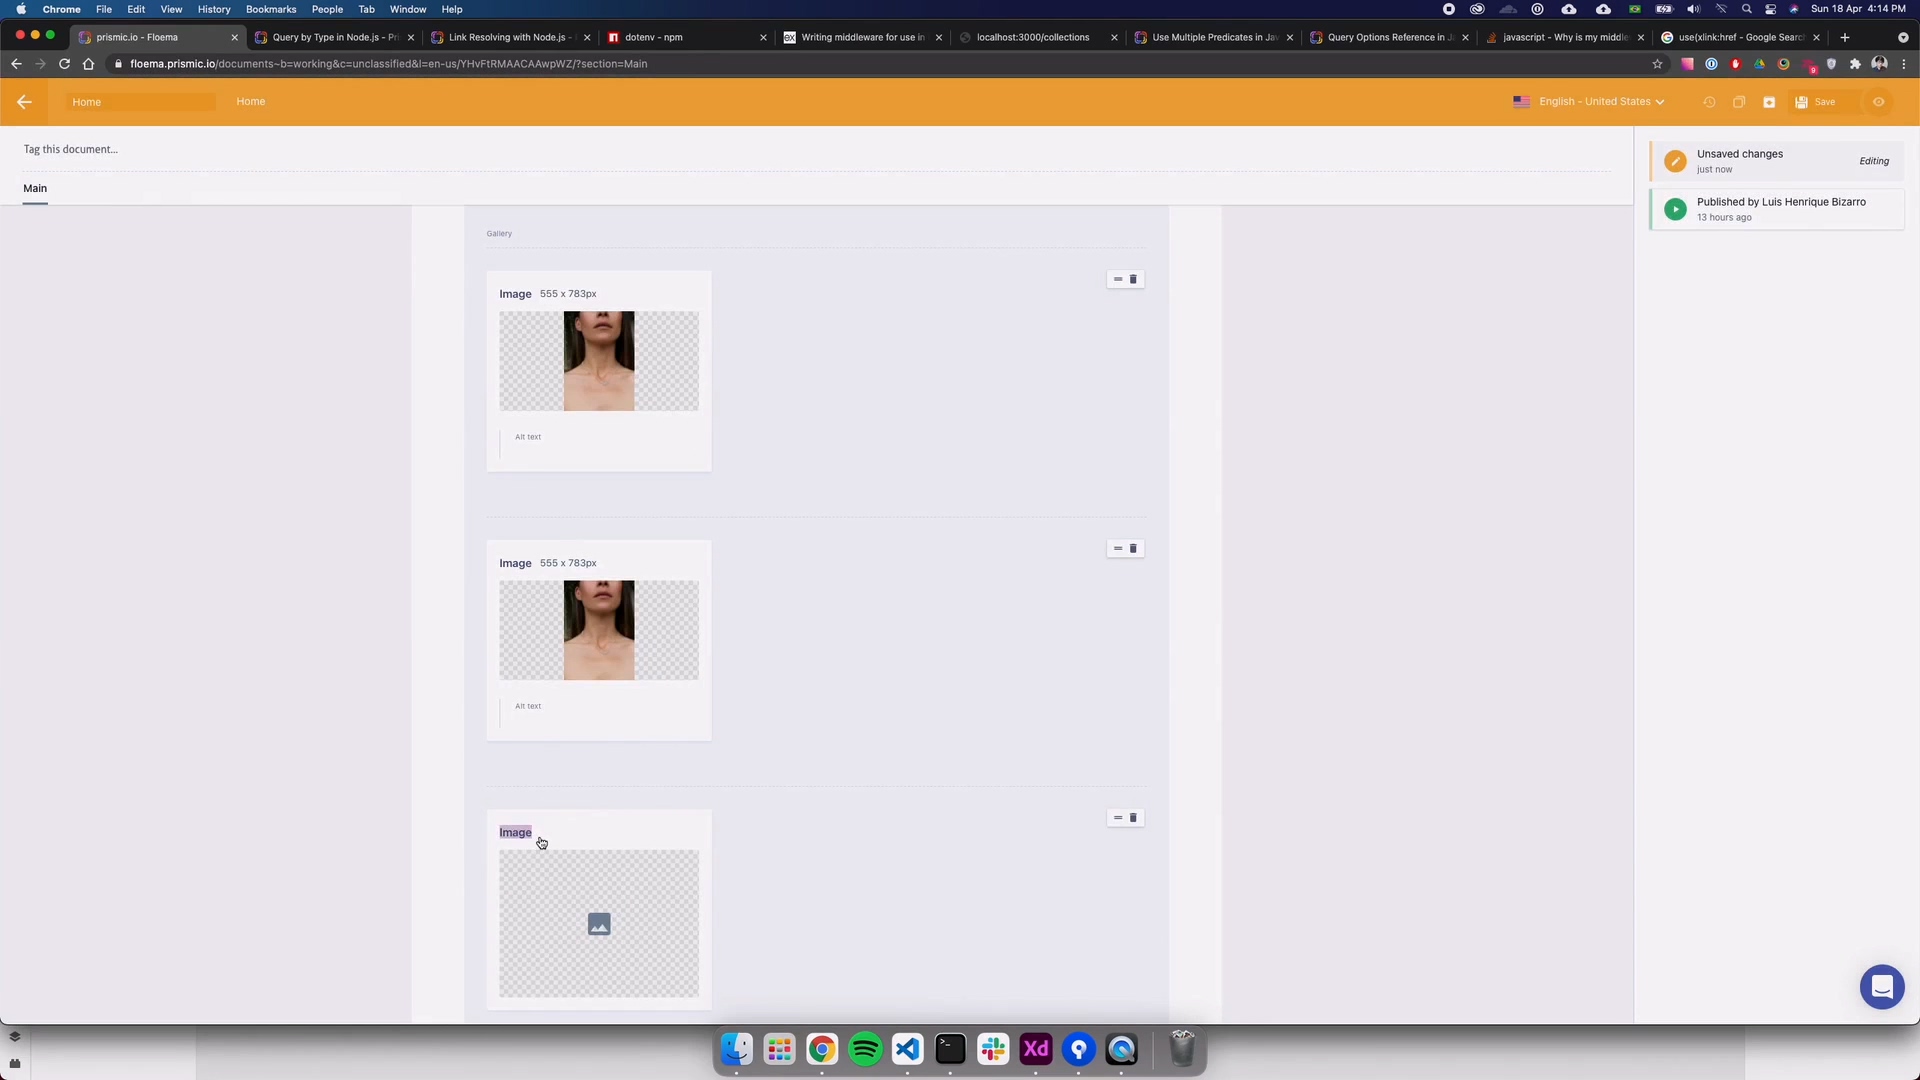 Chrome File Edit View History Bookmarks People Tab Window Help
Sun 18 Apr 4:14 PM
prismic.io - Floema
Query by Type in Node.js - Pri
Link Resolving with Node.js -
dotenv - npm
Writing middleware for use in
localhost:3000/collections
Use Multiple Predicates in Jav
Query Options Reference in J
javascript - Why is my middle
use(xlink:href - Google Search
floema.prismic.io/documents~b=working&c=unclassified&l=en-us/YHvFtRMAACAAwpWZ/?section=Main
9
Home
Home
English - United States
Save
Tag this document...
Main
Unsaved changes
just now
Editing
Published by Luis Henrique Bizarro
13 hours ago
Gallery
Image 555 x 783px
Alt text
Image 555 x 783px
Alt text
Image
Xd